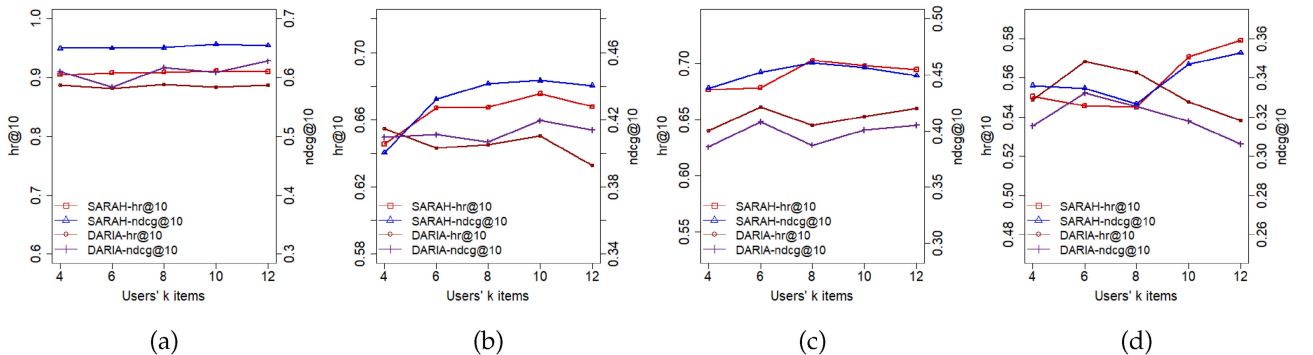 1.0
0.9
0.8
0.7
0.6
hr@10
0.7
0.6
0.5
0.4
0.3
ndcg@10
SARAH-hr@10
SARAH-ndcg@10
DARIA-hr@10
DARIA-ndcg@10
4 6 8 10 12
Users' k items
(a)
0.70
0.66
0.62
0.58
hr@10
0.46
0.42
0.38
0.34
ndcg@10
SARAH-hr@10
SARAH-ndcg@10
DARIA-hr@10
DARIA-ndcg@10
4 6 8 10 12
Users' k items
(b)
0.70
0.65
0.60
0.55
hr@10
0.50
0.45
0.40
0.35
0.30
ndcg@10
SARAH-hr@10
SARAH-ndcg@10
DARIA-hr@10
DARIA-ndcg@10
4 6 8 10 12
Users' k items
(c)
0.58
0.56
0.54
0.52
0.50
0.48
hr@10
0.36
0.34
0.32
0.30
0.28
0.26
ndcg@10
SARAH-hr@10
SARAH-ndcg@10
DARIA-hr@10
DARIA-ndcg@10
4 6 8 10 12
Users' k items
(d)